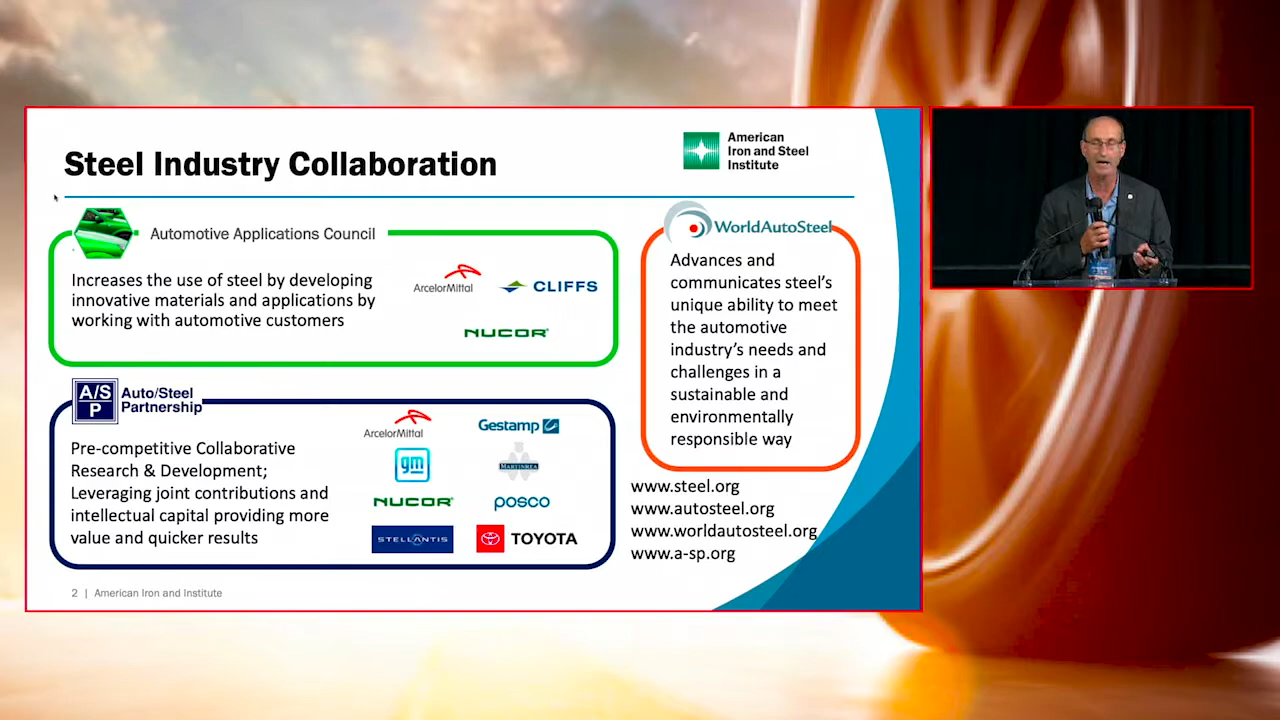 Steel Industry Collaboration
American
Iron and Steel
Institute
Automotive Applications Council
Increases the use of steel by developing
innovative materials and applications by
working with automotive customers
ArcelorMittal
CLIFFS
NUCOR®
WorldAutoSteel
Advances and
communicates steel's
unique ability to meet
the automotive
industry's needs and
challenges in a
sustainable and
environmentally
responsible way
A/S
P
Auto/Steel
Partnership
Pre-competitive Collaborative
Research & Development;
Leveraging joint contributions and
intellectual capital providing more
value and quicker results
ArcelorMittal
Gestamp
gm
MARTINREA
NUCOR®
posco
STELLANTIS
TOYOTA
www.steel.org
www.autosteel.org
www.worldautosteel.org
www.a-sp.org
2 | American Iron and Institute